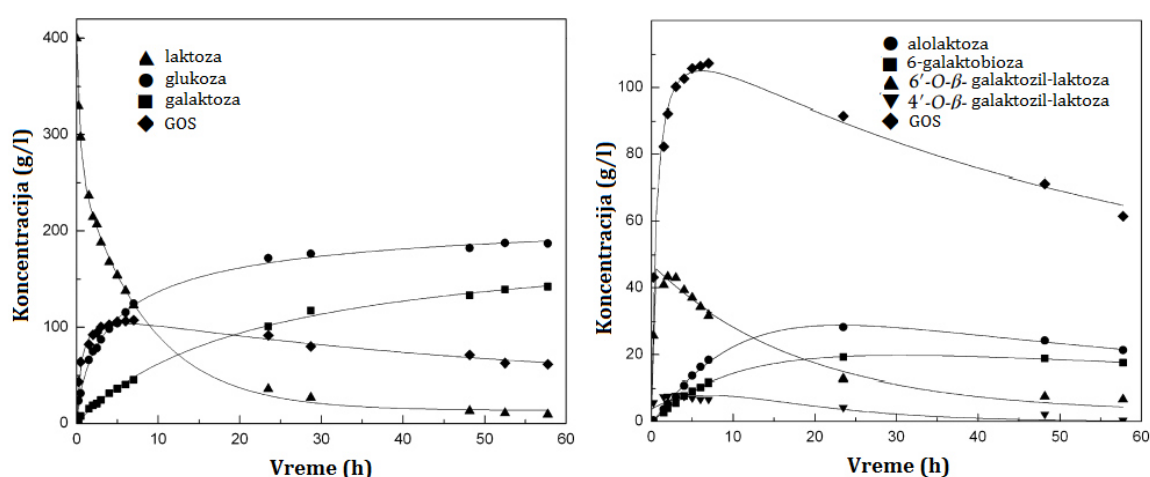 400
300
200
100
0
0
10
20
30
40
50
60
Koncentracija (g/l)
Vreme (h)
laktoza
glukoza
galaktoza
GOS
100
80
60
40
20
0
0
10
20
30
40
50
60
Koncentracija (g/l)
Vreme (h)
alolaktoza
6-galaktobioza
6'-O-β- galaktozil-laktoza
4'-O-β- galaktozil-laktoza
GOS